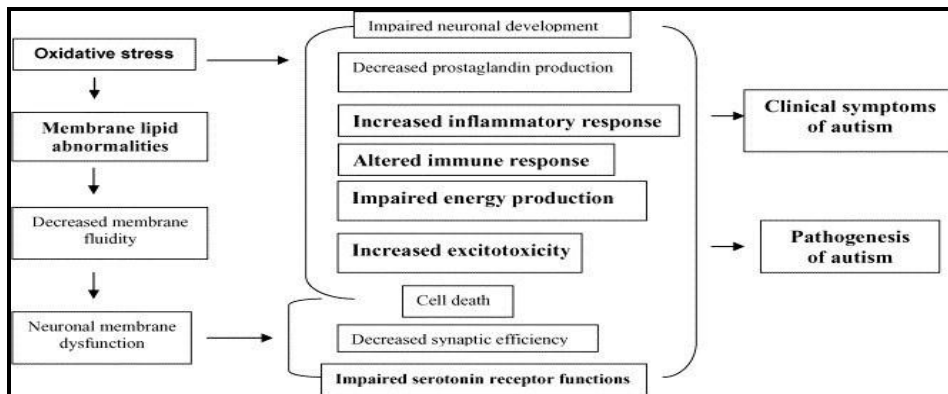 Oxidative stress
Membrane lipid
abnormalities
Decreased membrane
fluidity
Neuronal membrane
dysfunction
Impaired neuronal development
Decreased prostaglandin production
Increased inflammatory response
Altered immune response
Impaired energy production
Increased excitotoxicity
Cell death
Decreased synaptic efficiency
Impaired serotonin receptor functions
Clinical symptoms
of autism
Pathogenesis
of autism